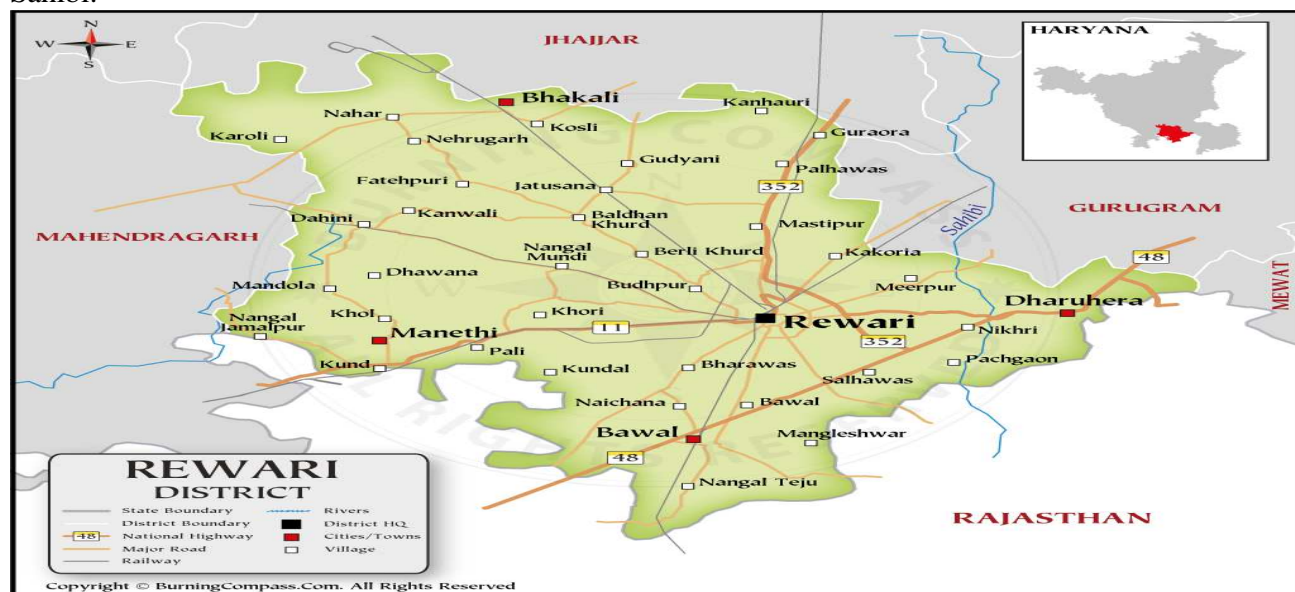 Sahibi.
N
W E
S
JHAJJAR
HARYANA
Bhakali
Kanhauri
Nahar
Kosli
Karoli
Nehrugarh
Guraora
Gudyani
Palhawas
Fatehpuri
Jatusana
352
Kanwali
Baldhan
Khurd
Dahini
Mastipur
Sahibi
GURUGRAM
MAHENDRAGARH
Nangal
Mundi
Berli Khurd
Kakoria
48
Dhawana
Mandola
Budhpur
Meerpur
MEWAT
Dharuhera
Nangal
Jamalpur
Khol
Khori
11
Rewari
Nikhri
Manethi
352
Pali
Kund
Kundal
Bharawas
Salhawas
Pachgaon
Naichana
Bawal
Bawal
Mangleshwar
48
Nangal Teju
RAJASTHAN
REWARI
DISTRICT
State Boundary Rivers
District Boundary District HQ
48 National Highway Cities/Towns
Major Road Village
Railway
Copyright © BurningCompass.Com. All Rights Reserved